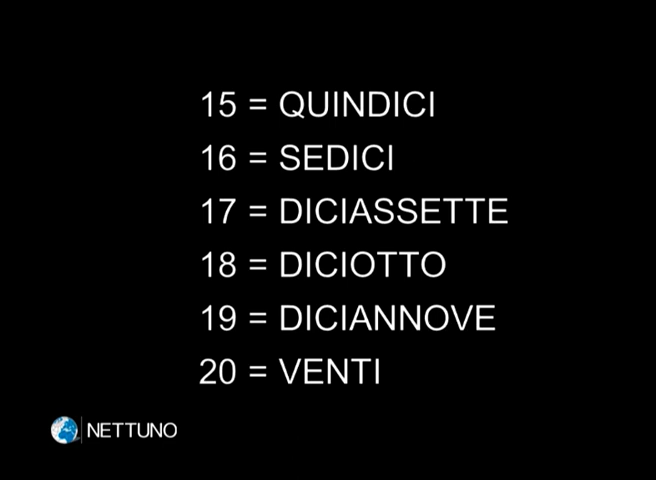 15 = QUINDICI
16 = SEDICI
17 = DICIASSETTE
18 = DICIOTTO
19 = DICIANNOVE
20 = VENTI
NETTUNO